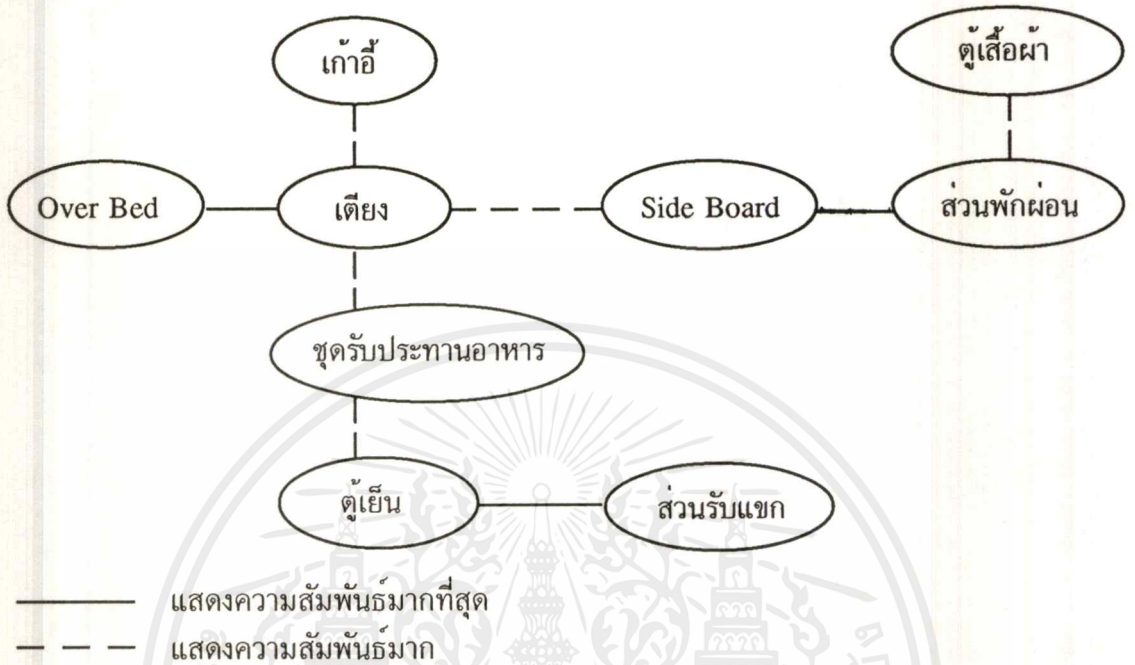 เก้าอี้
ตู้เสื้อผ้า
Over Bed
เตียง
Side Board
ส่วนพักผ่อน
ชุดรับประทานอาหาร
ตู้เย็น
ส่วนรับแขก
แสดงความสัมพันธ์มากที่สุด
แสดงความสัมพันธ์มาก